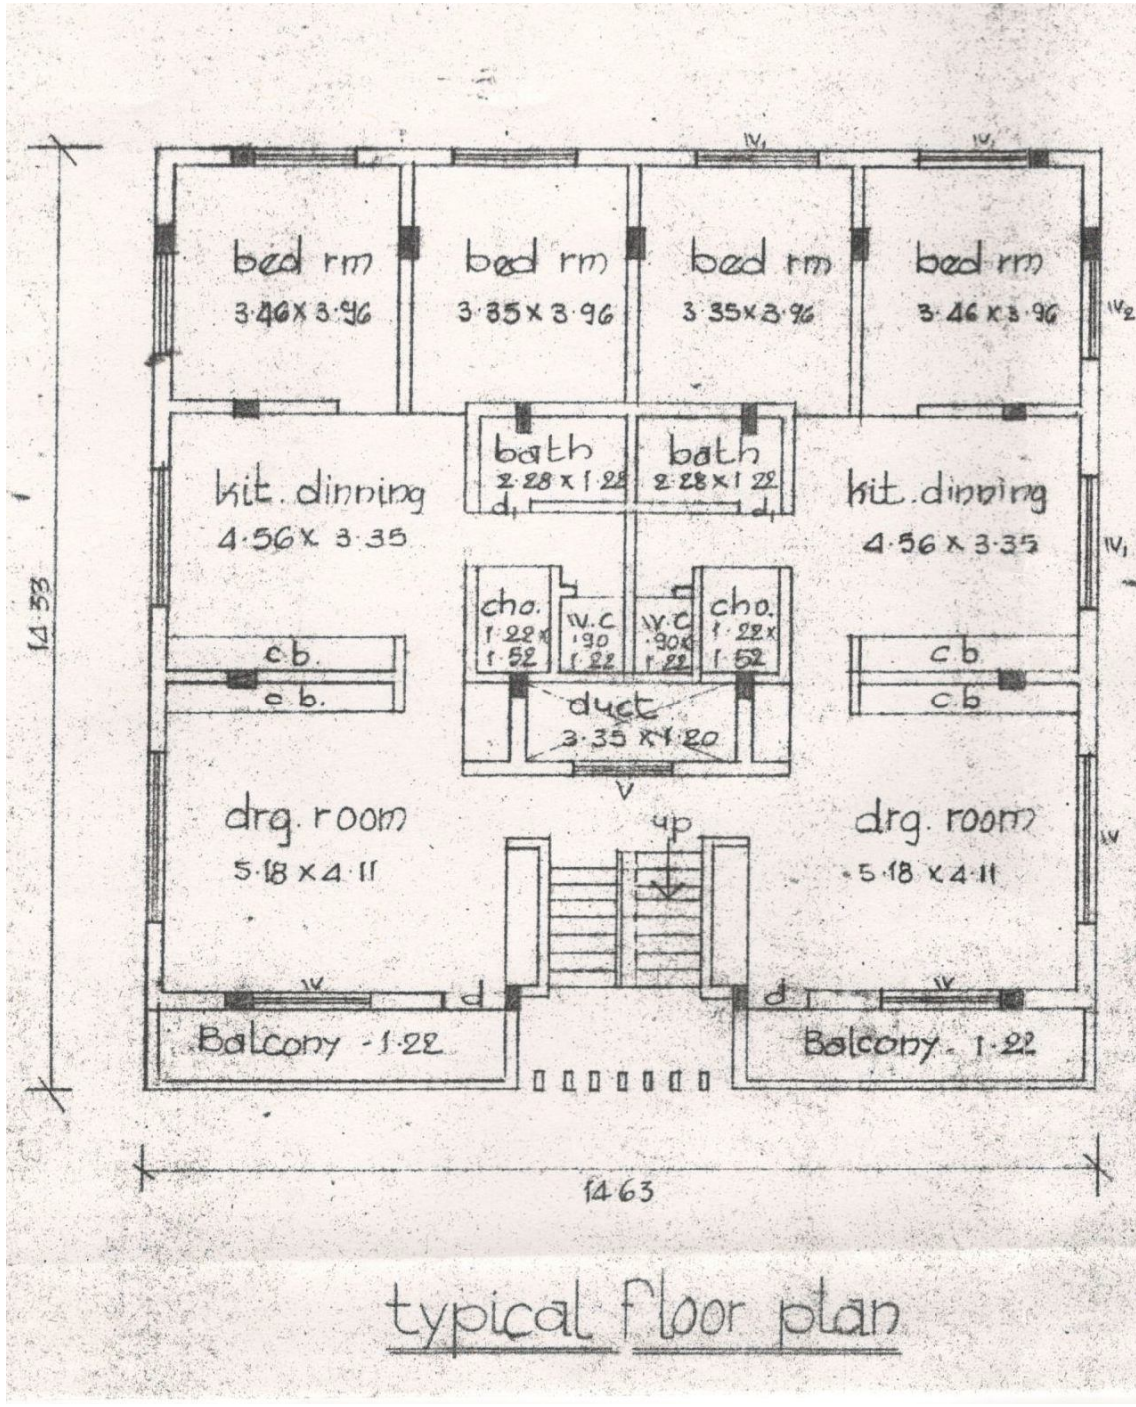 w1
w1
bed rm
3.46 x 3.96
bed rm
3.35 x 3.96
bed rm
3.35 x 3.96
bed rm
3.46 x 3.96
w2
bath
2.28 x 1.28
bath
2.28 x 1.22
d1
d1
kit. dinning
4.56 x 3.35
kit. dinning
4.56 x 3.35
w1
14.33
cho.
1.22 x
1.52
w.c
.90
1.22
w.c
.90 x
1.22
cho.
1.22 x
1.52
c b.
c b.
c b
c b
duct
3.35 x 1.20
v
up
drg. room
5.18 x 4.11
drg. room
5.18 x 4.11
w
w
d
d
w
Balcony - 1.22
Balcony - 1.22
14.63
typical floor plan